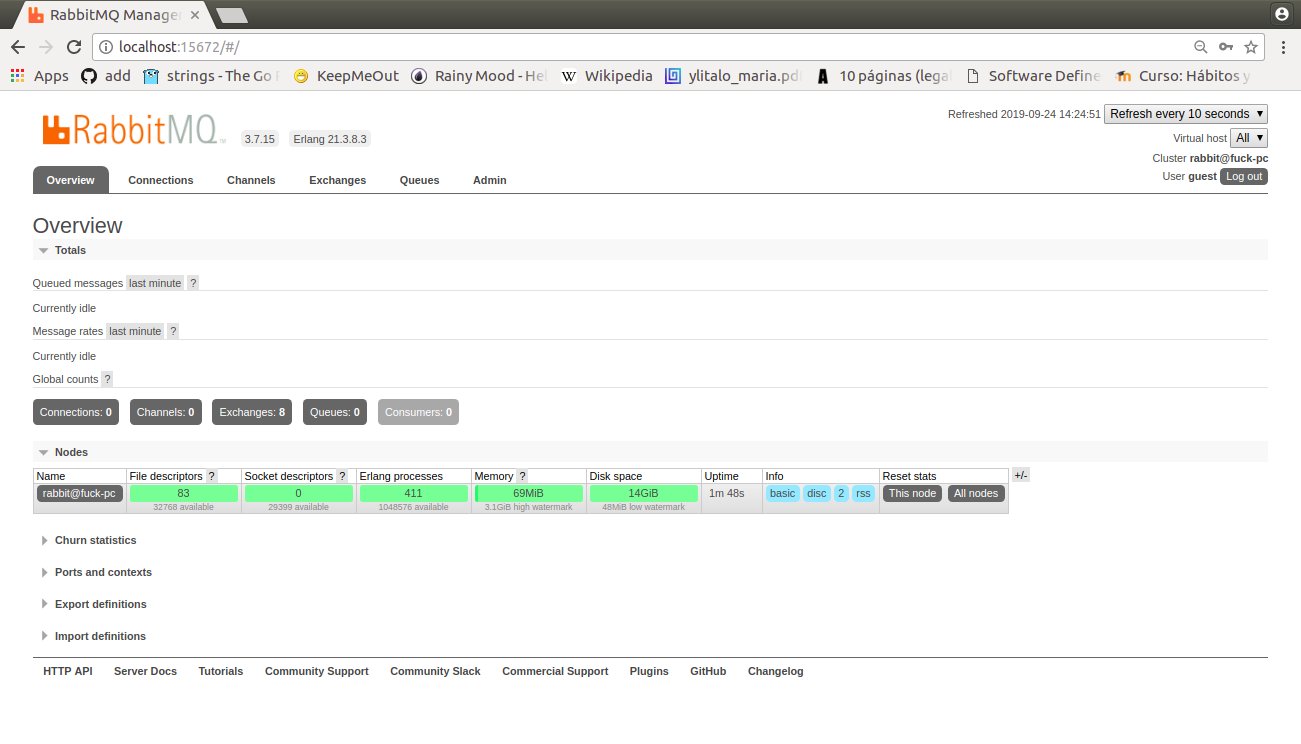 RabbitMQ Manage
localhost:15672/#/
Apps add strings - The Go KeepMeOut Rainy Mood - Hel Wikipedia ylitalo_maria.pd 10 páginas (legal Software Define Curso: Hábitos y
RabbitMQ TM 3.7.15 Erlang 21.3.8.3
Refreshed 2019-09-24 14:24:51 Refresh every 10 seconds
Virtual host All
Cluster rabbit@fuck-pc
User guest Log out
Overview Connections Channels Exchanges Queues Admin
Overview
Totals
Queued messages last minute ?
Currently idle
Message rates last minute ?
Currently idle
Global counts ?
Connections: 0 Channels: 0 Exchanges: 8 Queues: 0 Consumers: 0
Nodes
Name File descriptors ? Socket descriptors ? Erlang processes Memory ? Disk space Uptime Info Reset stats +/-
rabbit@fuck-pc 83 0 411 69MiB 14GiB 1m 48s basic disc 2 rss This node All nodes
32768 available 29399 available 1048576 available 3.1GiB high watermark 48MiB low watermark
Churn statistics
Ports and contexts
Export definitions
Import definitions
HTTP API Server Docs Tutorials Community Support Community Slack Commercial Support Plugins GitHub Changelog